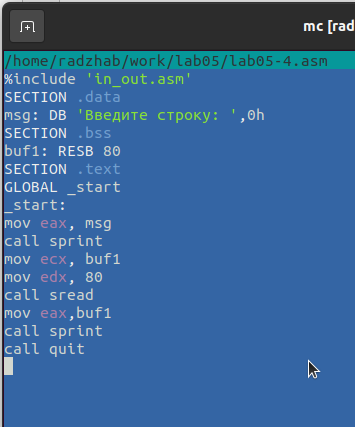 mc [rad
/home/radzhab/work/lab05/lab05-4.asm
%include 'in_out.asm'
SECTION .data
msg: DB 'Введите строку: ',0h
SECTION .bss
buf1: RESB 80
SECTION .text
GLOBAL _start
_start:
mov eax, msg
call sprint
mov ecx, buf1
mov edx, 80
call sread
mov eax,buf1
call sprint
call quit